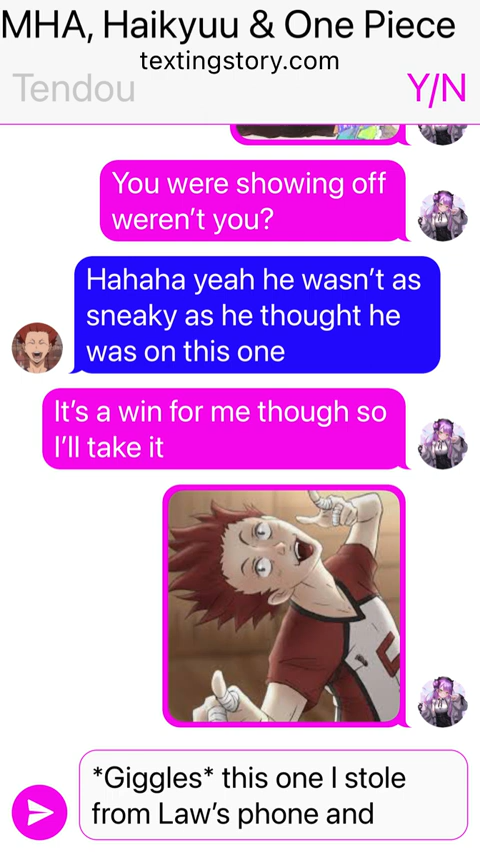 MHA, Haikyuu & One Piece
textingstory.com
Tendou
Y/N
You were showing off
weren't you?
Hahaha yeah he wasn't as
sneaky as he thought he
was on this one
It's a win for me though so
I'll take it
*Giggles* this one I stole
from Law's phone and